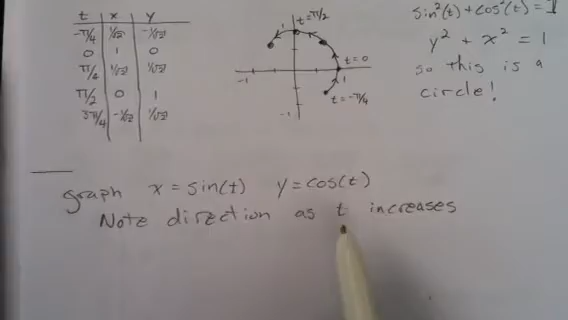 t x y
-π/4 1/√2 -1/√2
0 1 0
π/4 1/√2 1/√2
π/2 0 1
3π/4 -1/√2 1/√2
t=π/2
t=0
-1 1
t=-π/4
-1
sin²(t)+cos²(t)=1
y² + x² = 1
so this is a
circle!
graph x=sin(t) y=cos(t)
Note direction as t increases